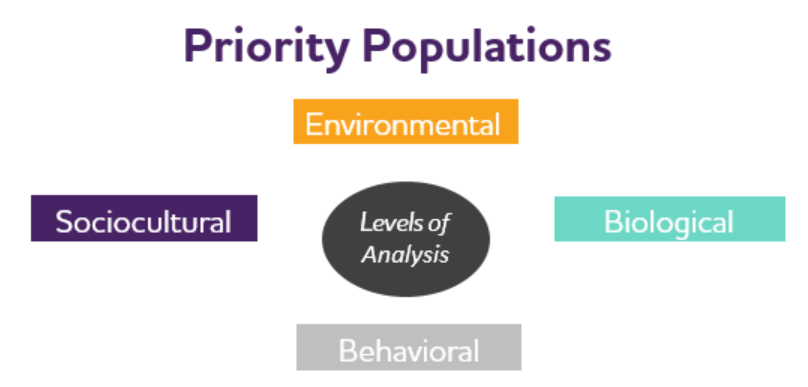 Priority Populations
Environmental
Sociocultural
Levels of
Analysis
Biological
Behavioral